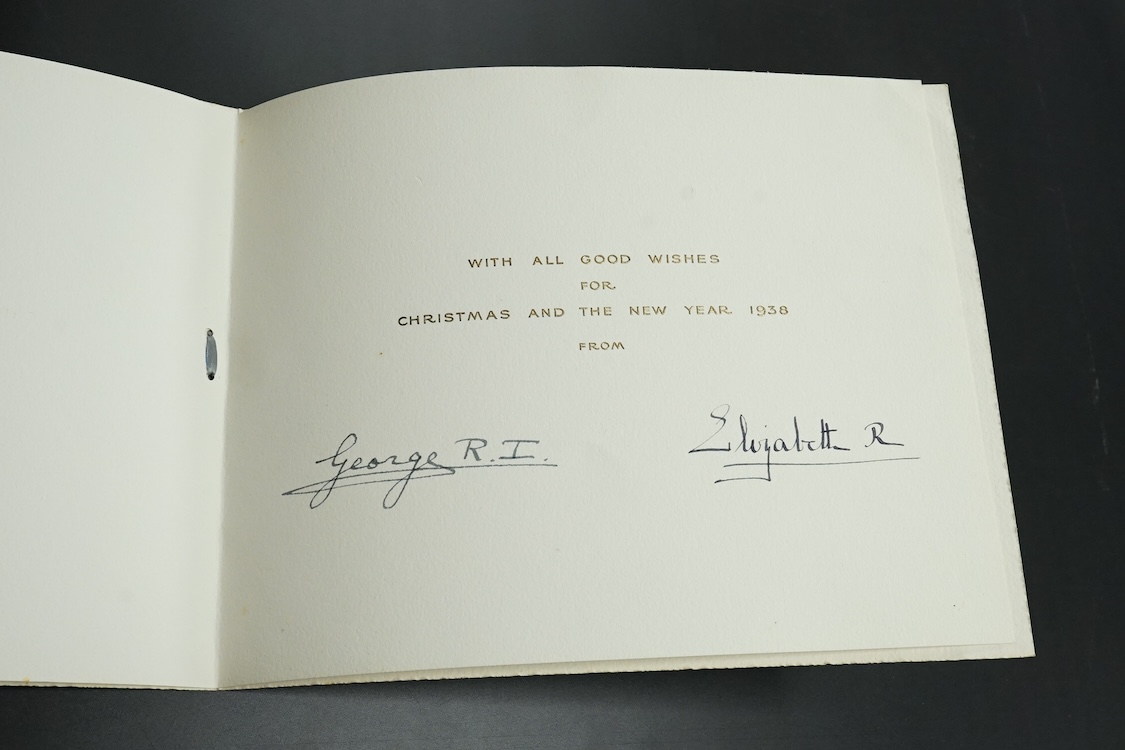 WITH ALL GOOD WISHES
FOR
CHRISTMAS AND THE NEW YEAR 1938
FROM
George R.I. Elizabeth R